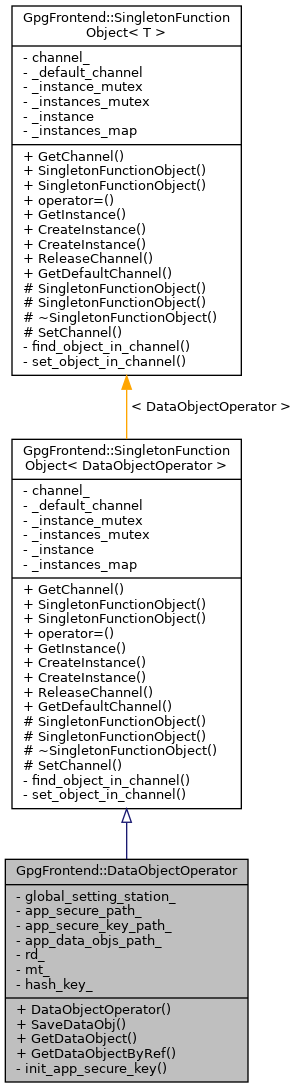 GpgFrontend::SingletonFunction
Object< T >
- channel_
- _default_channel
- _instance_mutex
- _instances_mutex
- _instance
- _instances_map
+ GetChannel()
+ SingletonFunctionObject()
+ SingletonFunctionObject()
+ operator=()
+ GetInstance()
+ CreateInstance()
+ CreateInstance()
+ ReleaseChannel()
+ GetDefaultChannel()
# SingletonFunctionObject()
# SingletonFunctionObject()
# ~SingletonFunctionObject()
# SetChannel()
- find_object_in_channel()
- set_object_in_channel()
< DataObjectOperator >
GpgFrontend::SingletonFunction
Object< DataObjectOperator >
- channel_
- _default_channel
- _instance_mutex
- _instances_mutex
- _instance
- _instances_map
+ GetChannel()
+ SingletonFunctionObject()
+ SingletonFunctionObject()
+ operator=()
+ GetInstance()
+ CreateInstance()
+ CreateInstance()
+ ReleaseChannel()
+ GetDefaultChannel()
# SingletonFunctionObject()
# SingletonFunctionObject()
# ~SingletonFunctionObject()
# SetChannel()
- find_object_in_channel()
- set_object_in_channel()
GpgFrontend::DataObjectOperator
- global_setting_station_
- app_secure_path_
- app_secure_key_path_
- app_data_objs_path_
- rd_
- mt_
- hash_key_
+ DataObjectOperator()
+ SaveDataObj()
+ GetDataObject()
+ GetDataObjectByRef()
- init_app_secure_key()